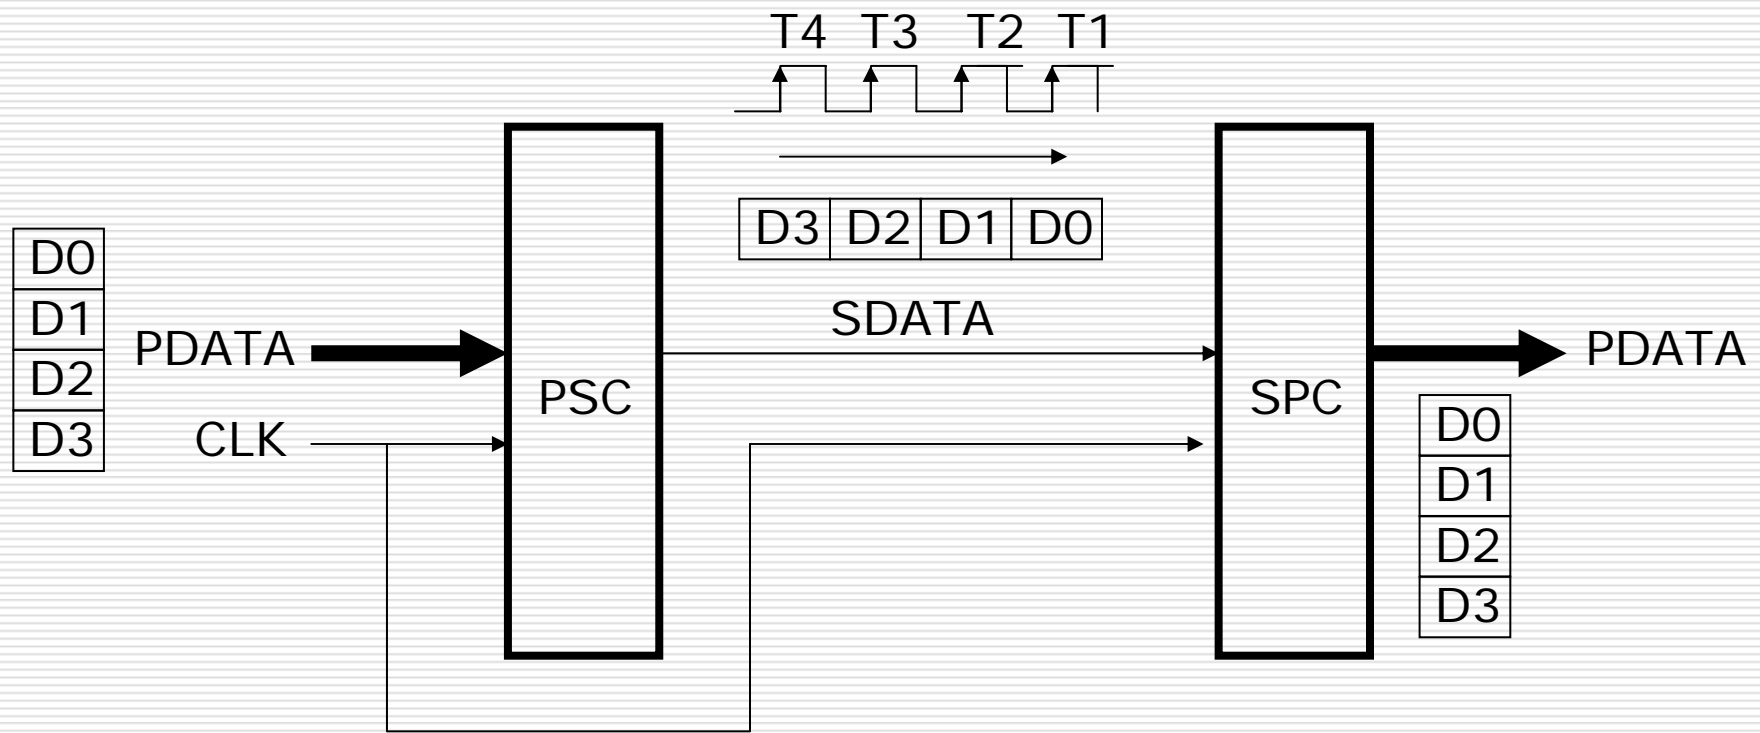 T4 T3 T2 T1
D3 D2 D1 D0
D0
D1
D2
D3
PDATA
CLK
PSC
SDATA
SPC
PDATA
D0
D1
D2
D3